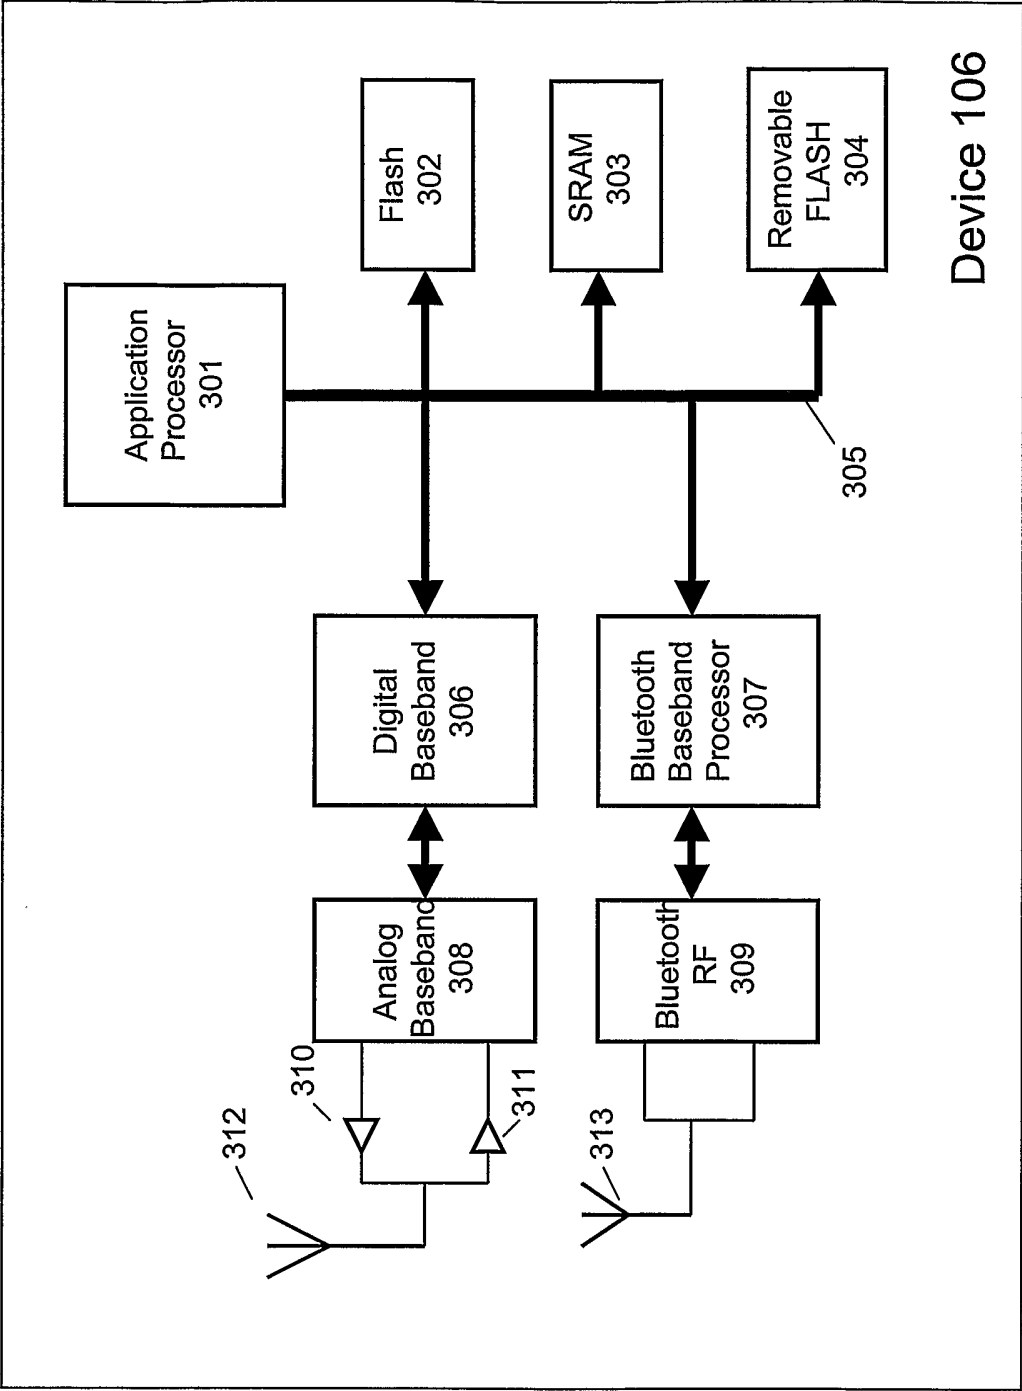 312
310
311
Analog
Baseband
308
Digital
Baseband
306
Application
Processor
301
Flash
302
313
Bluetooth
RF
309
Bluetooth
Baseband
Processor
307
SRAM
303
305
Removable
FLASH
304
Device 106